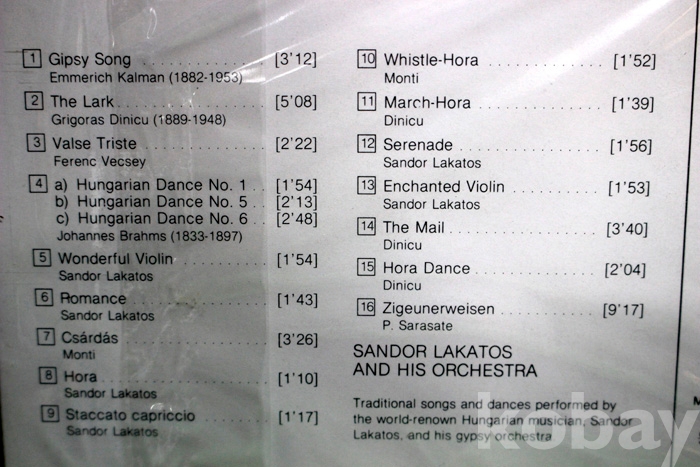 1 Gipsy Song . . . . . . . . . . . . [3'12]
Emmerich Kalman (1882-1953)
2 The Lark . . . . . . . . . . . . . . [5'08]
Grigoras Dinicu (1889-1948)
3 Valse Triste . . . . . . . . . . . . [2'22]
Ferenc Vecsey
4 a) Hungarian Dance No. 1 . . [1'54]
b) Hungarian Dance No. 5 . . [2'13]
c) Hungarian Dance No. 6 . . [2'48]
Johannes Brahms (1833-1897)
5 Wonderful Violin . . . . . . . . [1'54]
Sandor Lakatos
6 Romance . . . . . . . . . . . . . [1'43]
Sandor Lakatos
7 Csárdás . . . . . . . . . . . . . . [3'26]
Monti
8 Hora . . . . . . . . . . . . . . . . [1'10]
Sandor Lakatos
9 Staccato capriccio . . . . . . . [1'17]
Sandor Lakatos
10 Whistle-Hora . . . . . . . . . . [1'52]
Monti
11 March-Hora . . . . . . . . . . . [1'39]
Dinicu
12 Serenade . . . . . . . . . . . . . [1'56]
Sandor Lakatos
13 Enchanted Violin . . . . . . . . [1'53]
Sandor Lakatos
14 The Mail . . . . . . . . . . . . . [3'40]
Dinicu
15 Hora Dance . . . . . . . . . . . [2'04]
Dinicu
16 Zigeunerweisen . . . . . . . . [9'17]
P. Sarasate
SANDOR LAKATOS
AND HIS ORCHESTRA
Traditional songs and dances performed by
the world-renown Hungarian musician, Sandor
Lakatos, and his gypsy orchestra
kobay